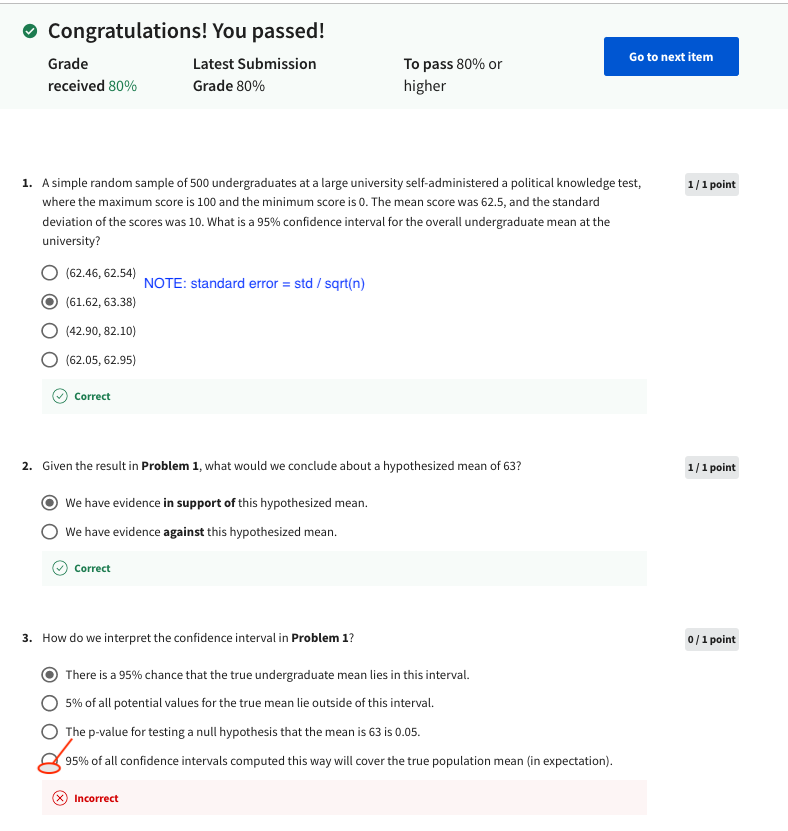 Congratulations! You passed!
Grade
received 80%
Latest Submission
Grade 80%
To pass 80% or
higher
Go to next item
1. A simple random sample of 500 undergraduates at a large university self-administered a political knowledge test,
where the maximum score is 100 and the minimum score is 0. The mean score was 62.5, and the standard
deviation of the scores was 10. What is a 95% confidence interval for the overall undergraduate mean at the
university?
1 / 1 point
(62.46, 62.54)
NOTE: standard error = std / sqrt(n)
(61.62, 63.38)
(42.90, 82.10)
(62.05, 62.95)
Correct
2. Given the result in Problem 1, what would we conclude about a hypothesized mean of 63?
1 / 1 point
We have evidence in support of this hypothesized mean.
We have evidence against this hypothesized mean.
Correct
3. How do we interpret the confidence interval in Problem 1?
0 / 1 point
There is a 95% chance that the true undergraduate mean lies in this interval.
5% of all potential values for the true mean lie outside of this interval.
The p-value for testing a null hypothesis that the mean is 63 is 0.05.
95% of all confidence intervals computed this way will cover the true population mean (in expectation).
Incorrect